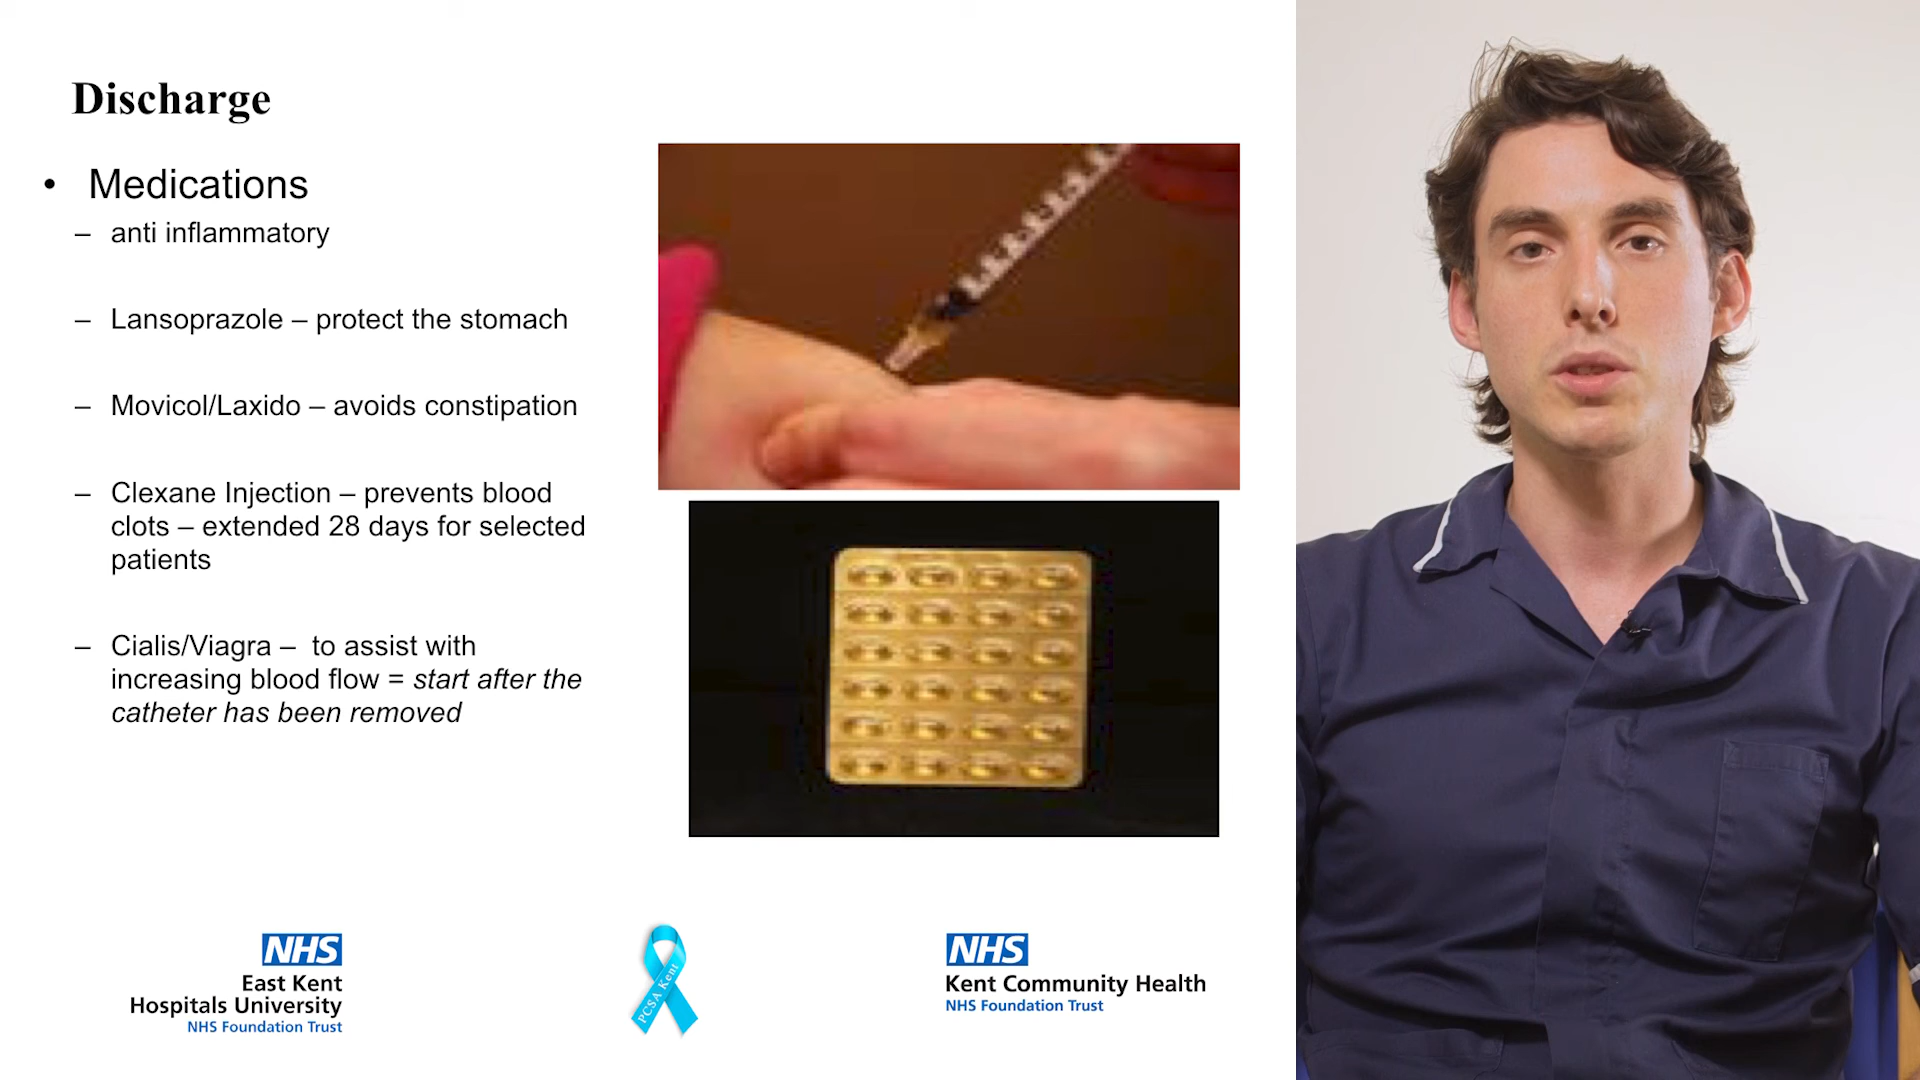 Discharge
• Medications
– anti inflammatory
– Lansoprazole – protect the stomach
– Movicol/Laxido – avoids constipation
– Clexane Injection – prevents blood
clots – extended 28 days for selected
patients
– Cialis/Viagra – to assist with
increasing blood flow = start after the
catheter has been removed
NHS
East Kent
Hospitals University
NHS Foundation Trust
PCSA Kent
NHS
Kent Community Health
NHS Foundation Trust